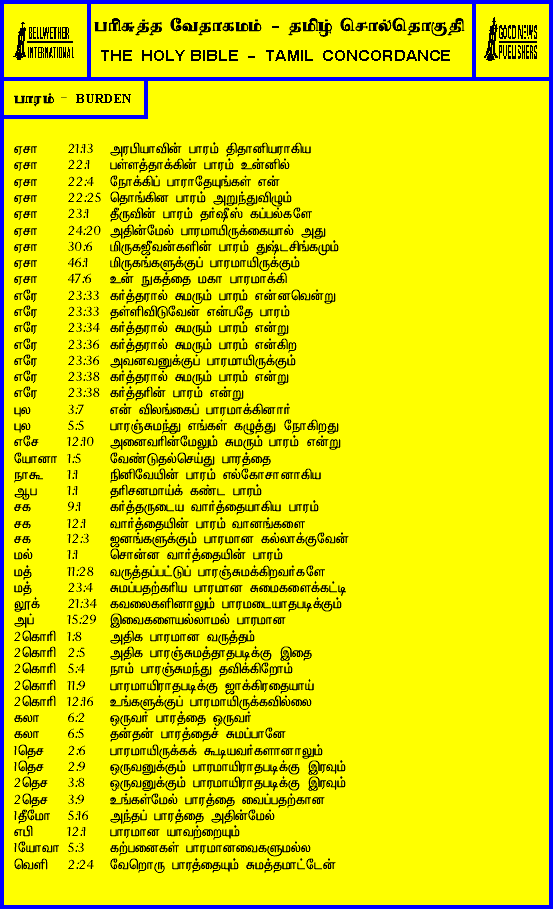 BELLWETHER
INTERNATIONAL
பரிசுத்த வேதாகமம் - தமிழ் சொல்தொகுதி
THE HOLY BIBLE - TAMIL CONCORDANCE
GOOD NEWS
PUBLISHERS
பாரம் - BURDEN
ஏசா 21:13 அரபியாவின் பாரம் திதானியராகிய
ஏசா 22:1 பள்ளத்தாக்கின் பாரம் உன்னில்
ஏசா 22:4 நோக்கிப் பாராதேயுங்கள் என்
ஏசா 22:25 தொங்கின பாரம் அறுந்துவிழும்
ஏசா 23:1 தீருவின் பாரம் தர்ஷீஸ் கப்பல்களே
ஏசா 24:20 அதின்மேல் பாரமாயிருக்கையால் அது
ஏசா 30:6 மிருகஜீவன்களின் பாரம் துஷ்டசிங்கமும்
ஏசா 46:1 மிருகங்களுக்குப் பாரமாயிருக்கும்
ஏசா 47:6 உன் நுகத்தை மகா பாரமாக்கி
எரே 23:33 கர்த்தரால் சுமரும் பாரம் என்னவென்று
எரே 23:33 தள்ளிவிடுவேன் என்பதே பாரம்
எரே 23:34 கர்த்தரால் சுமரும் பாரம் என்று
எரே 23:36 கர்த்தரால் சுமரும் பாரம் என்கிற
எரே 23:36 அவனவனுக்குப் பாரமாயிருக்கும்
எரே 23:38 கர்த்தரால் சுமரும் பாரம் என்று
எரே 23:38 கர்த்தரின் பாரம் என்று
புல 3:7 என் விலங்கைப் பாரமாக்கினார்
புல 5:5 பாரஞ்சுமந்து எங்கள் கழுத்து நோகிறது
எசே 12:10 அனைவரின்மேலும் சுமரும் பாரம் என்று
யோனா 1:5 வேண்டுதல்செய்து பாரத்தை
நாகூ 1:1 நினிவேயின் பாரம் எல்கோசானாகிய
ஆப 1:1 தரிசனமாய்க் கண்ட பாரம்
சக 9:1 கர்த்தருடைய வார்த்தையாகிய பாரம்
சக 12:1 வார்த்தையின் பாரம் வானங்களை
சக 12:3 ஜனங்களுக்கும் பாரமான கல்லாக்குவேன்
மல் 1:1 சொன்ன வார்த்தையின் பாரம்
மத் 11:28 வருத்தப்பட்டுப் பாரஞ்சுமக்கிறவர்களே
மத் 23:4 சுமப்பதற்கரிய பாரமான சுமைகளைக்கட்டி
லூக் 21:34 கவலைகளினாலும் பாரமடையாதபடிக்கும்
அப் 15:29 இவைகளையல்லாமல் பாரமான
2கொரி 1:8 அதிக பாரமான வருத்தம்
2கொரி 2:5 அதிக பாரஞ்சுமத்தாதபடிக்கு இதை
2கொரி 5:4 நாம் பாரஞ்சுமந்து தவிக்கிறோம்
2கொரி 11:9 பாரமாயிராதபடிக்கு ஜாக்கிரதையாய்
2கொரி 12:16 உங்களுக்குப் பாரமாயிருக்கவில்லை
கலா 6:2 ஒருவர் பாரத்தை ஒருவர்
கலா 6:5 தன்தன் பாரத்தைச் சுமப்பானே
1தெச 2:6 பாரமாயிருக்கக் கூடியவர்களானாலும்
1தெச 2:9 ஒருவனுக்கும் பாரமாயிராதபடிக்கு இரவும்
2தெச 3:8 ஒருவனுக்கும் பாரமாயிராதபடிக்கு இரவும்
2தெச 3:9 உங்கள்மேல் பாரத்தை வைப்பதற்கான
1தீமோ 5:16 அந்தப் பாரத்தை அதின்மேல்
எபி 12:1 பாரமான யாவற்றையும்
1யோவா 5:3 கற்பனைகள் பாரமானவைகளுமல்ல
வெளி 2:24 வேறொரு பாரத்தையும் சுமத்தமாட்டேன்